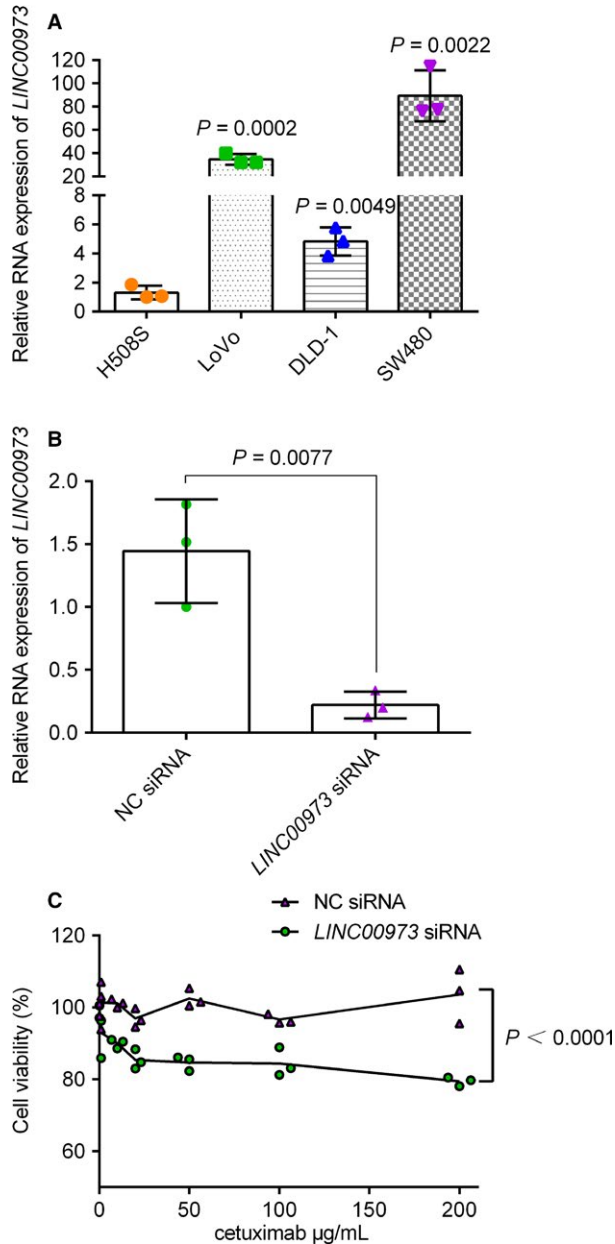 A
Relative RNA expression of LINC00973
120
100
80
60
40
20
8
6
4
2
0
P = 0.0002
P = 0.0049
P = 0.0022
H508S
LoVo
DLD-1
SW480
B
Relative RNA expression of LINC00973
P = 0.0077
2.0
1.5
1.0
0.5
0.0
NC siRNA
LINC00973 siRNA
C
NC siRNA
LINC00973 siRNA
Cell viability (%)
120
100
80
60
P < 0.0001
0
50
100
150
200
cetuximab µg/mL